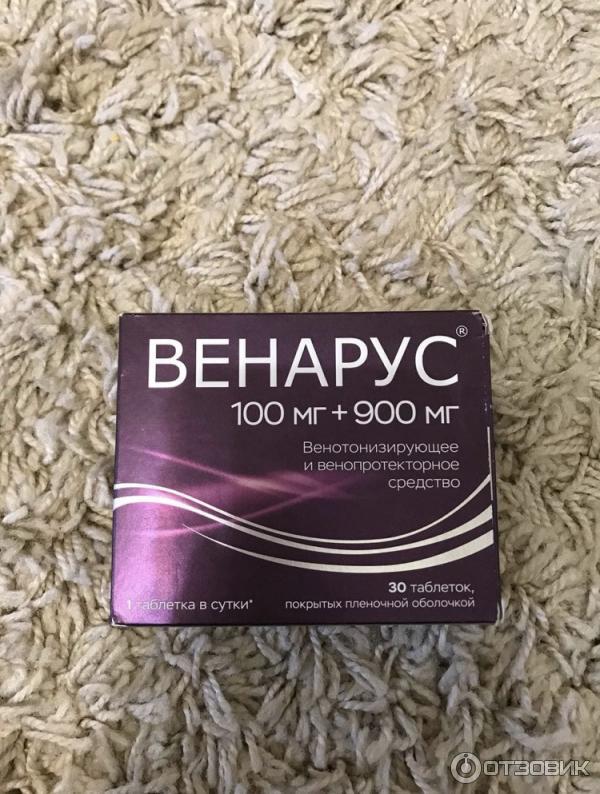 ВЕНАРУС®
100 мг + 900 мг
Венотонизирующее
и венопротекторное
средство
30 таблеток,
1 таблетка в сутки* покрытых пленочной оболочкой
ОТЗОВИК